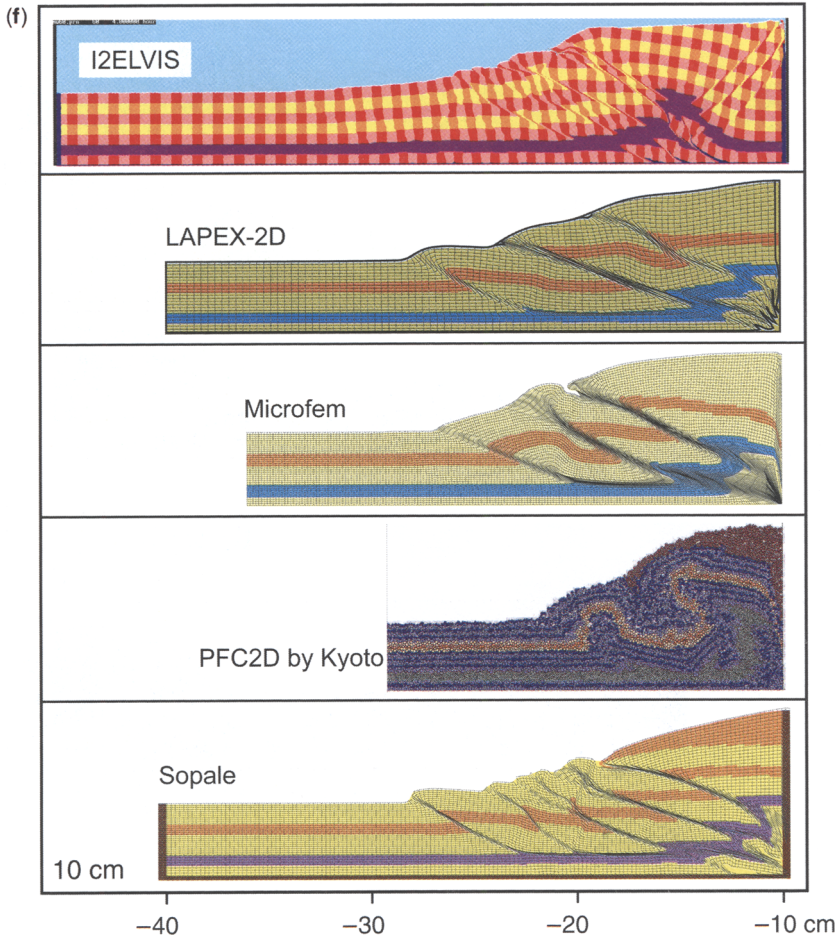 (f)
I2ELVIS
LAPEX-2D
Microfem
PFC2D by Kyoto
Sopale
10 cm
−40
−30
−20
−10 cm